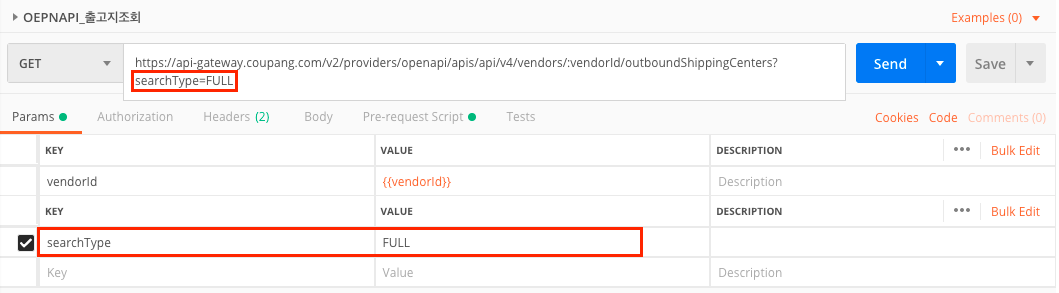 OEPNAPI_출고지조회
Examples (0)
GET
https://api-gateway.coupang.com/v2/providers/openapi/apis/api/v4/vendors/:vendorId/outboundShippingCenters?
searchType=FULL
Send
Save
Params
Authorization
Headers (2)
Body
Pre-request Script
Tests
Cookies
Code
Comments (0)
KEY VALUE DESCRIPTION ••• Bulk Edit
vendorId {{vendorId}} Description
KEY VALUE DESCRIPTION ••• Bulk Edit
searchType FULL
Key Value Description